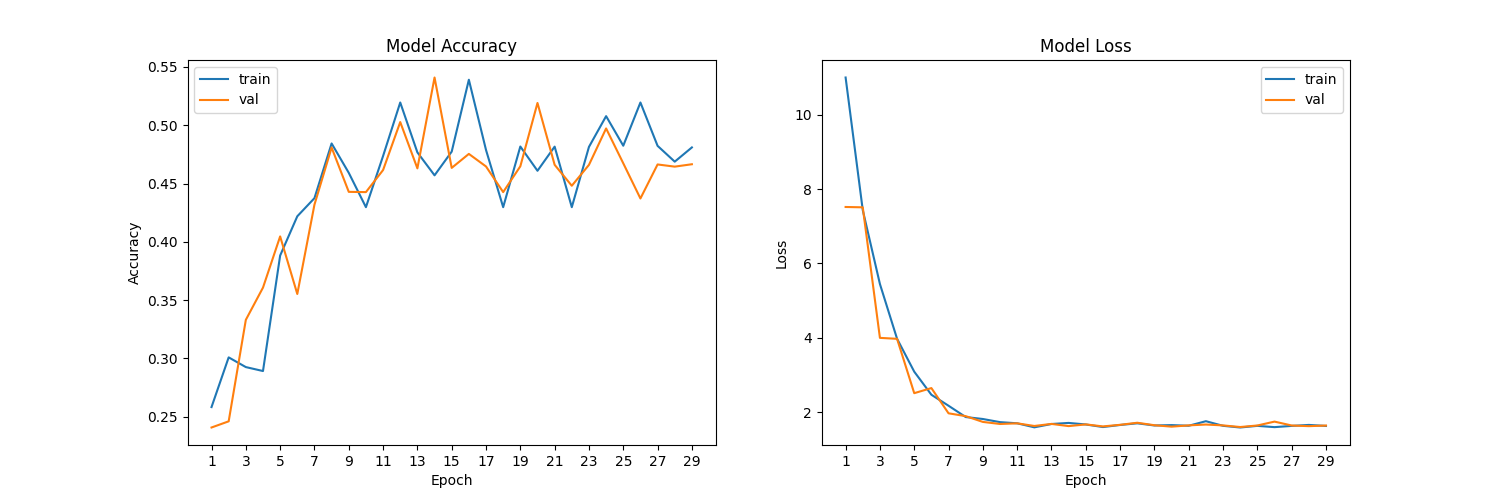 Model Accuracy
train
val
0.55
0.50
0.45
0.40
0.35
0.30
0.25
Accuracy
1 3 5 7 9 11 13 15 17 19 21 23 25 27 29
Epoch
Model Loss
train
val
10
8
6
4
2
Loss
1 3 5 7 9 11 13 15 17 19 21 23 25 27 29
Epoch